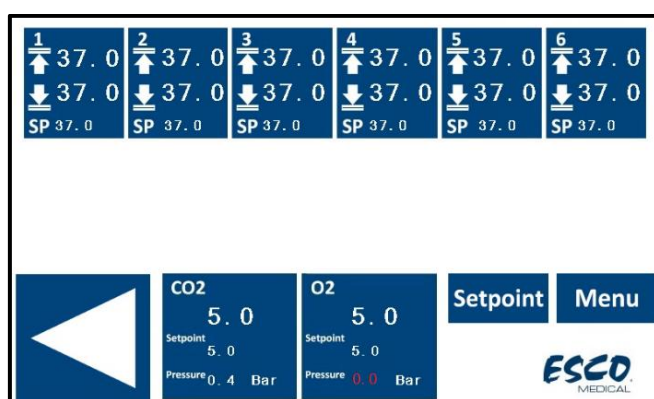 1 2 3 4 5 6
37.0 37.0 37.0 37.0 37.0 37.0
37.0 37.0 37.0 37.0 37.0 37.0
SP 37.0 SP 37.0 SP 37.0 SP 37.0 SP 37.0 SP 37.0
CO2 O2
5.0 5.0 Setpoint Menu
Setpoint Setpoint
5.0 5.0
Pressure 0.4 Bar Pressure 0.0 Bar
ESCO
MEDICAL